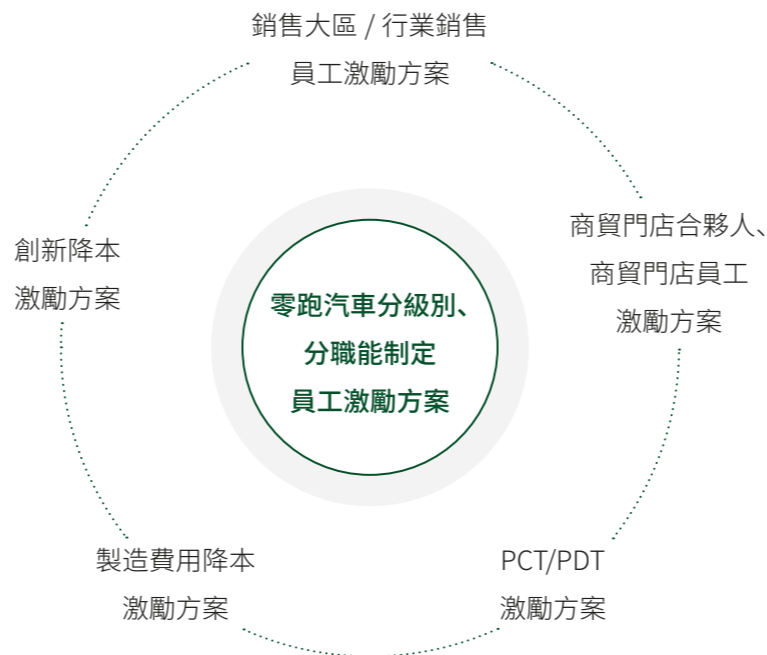 銷售大區 / 行業銷售
員工激勵方案
商貿門店合夥人、
商貿門店員工
激勵方案
創新降本
激勵方案
零跑汽車分級別、
分職能制定
員工激勵方案
製造費用降本
激勵方案
PCT/PDT
激勵方案